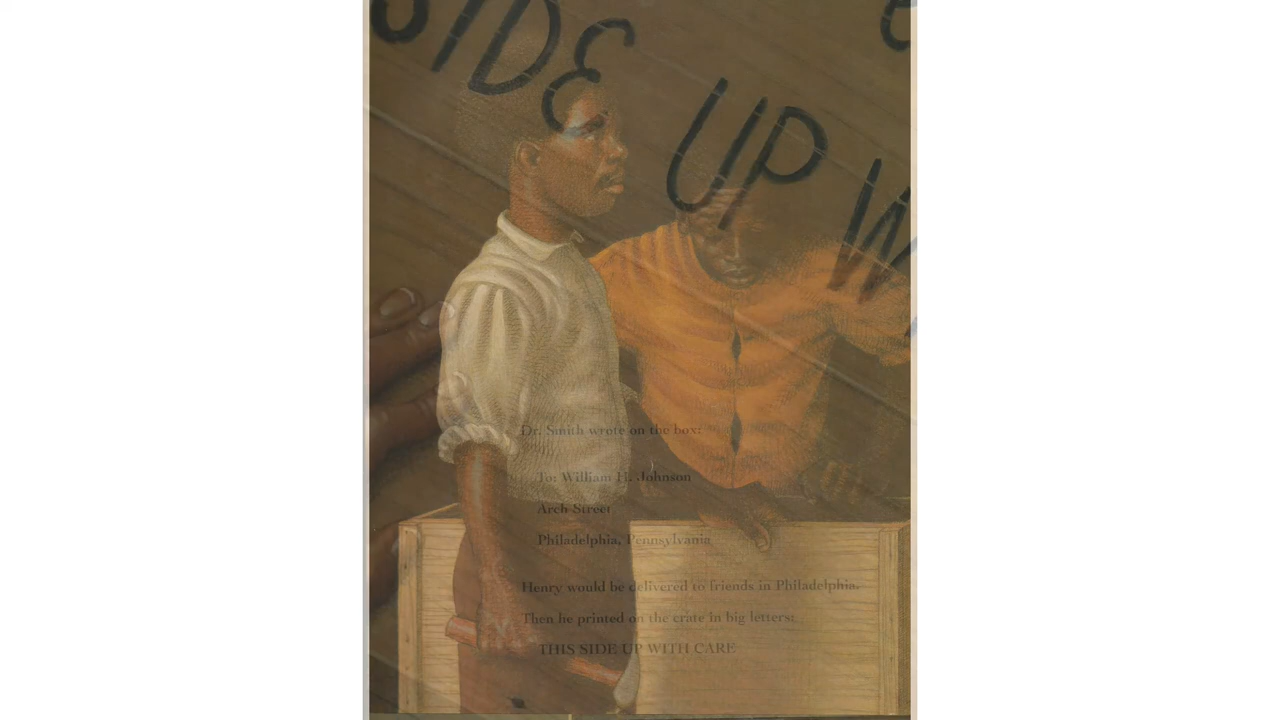 SIDE UP W
Dr. Smith wrote on the box:
To: William H. Johnson
Arch Street
Philadelphia, Pennsylvania
Henry would be delivered to friends in Philadelphia.
Then he printed on the crate in big letters:
THIS SIDE UP WITH CARE